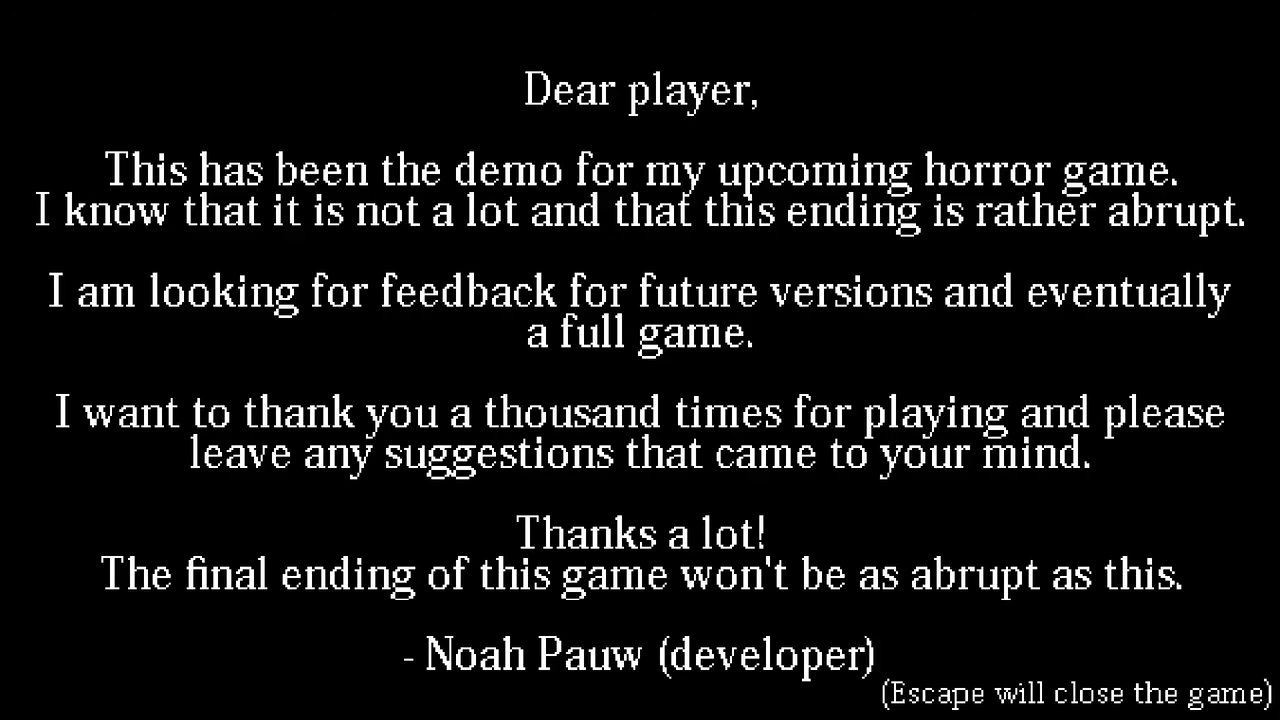 Dear player,
This has been the demo for my upcoming horror game.
I know that it is not a lot and that this ending is rather abrupt.
I am looking for feedback for future versions and eventually
a full game.
I want to thank you a thousand times for playing and please
leave any suggestions that came to your mind.
Thanks a lot!
The final ending of this game won't be as abrupt as this.
- Noah Pauw (developer)
(Escape will close the game)